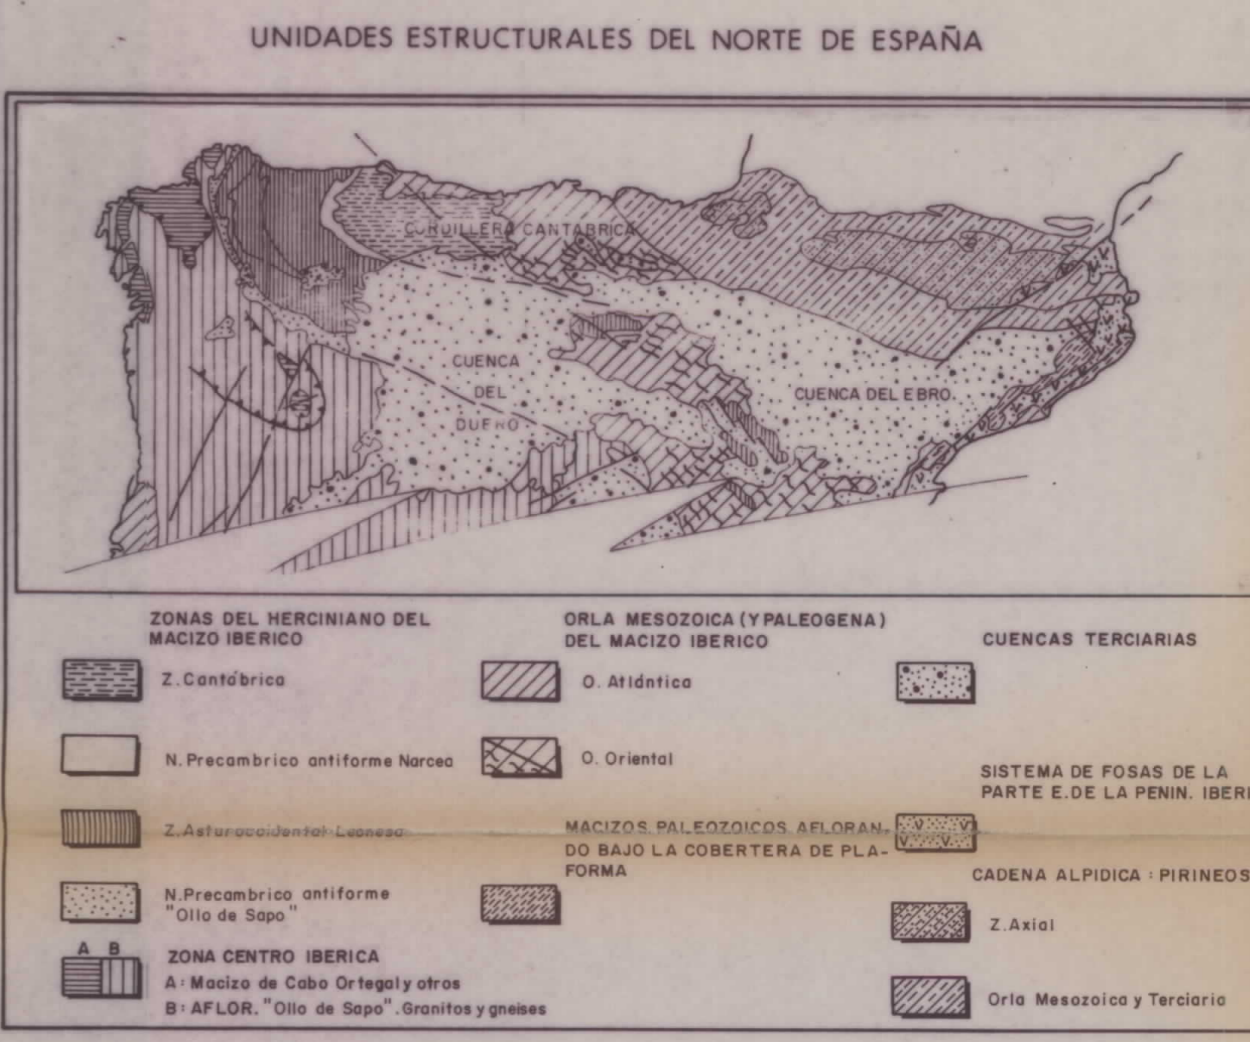 UNIDADES ESTRUCTURALES DEL NORTE DE ESPAÑA
CORDILLERA CANTABRICA
CUENCA
DEL
DUERO
CUENCA DEL EBRO.
ZONAS DEL HERCINIANO DEL
MACIZO IBERICO
Z.Cantábrica
N.Precambrico antiforme Narcea
Z.Asturoccidental-Leonesa
N.Precambrico antiforme
"Ollo de Sapo"
A B
ZONA CENTRO IBERICA
A: Macizo de Cabo Ortegal y otros
B: AFLOR. "Ollo de Sapo". Granitos y gneises
ORLA MESOZOICA (Y PALEOGENA)
DEL MACIZO IBERICO
O. Atlántica
O. Oriental
MACIZOS PALEOZOICOS AFLORAN-
DO BAJO LA COBERTERA DE PLA-
FORMA
CUENCAS TERCIARIAS
SISTEMA DE FOSAS DE LA
PARTE E. DE LA PENIN. IBERI
CADENA ALPIDICA : PIRINEOS
Z.Axial
Orla Mesozoica y Terciaria